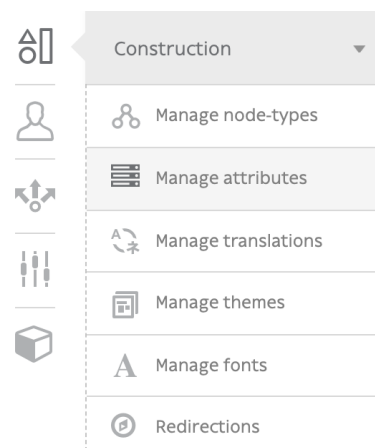 Construction
Manage node-types
Manage attributes
Manage translations
Manage themes
Manage fonts
Redirections